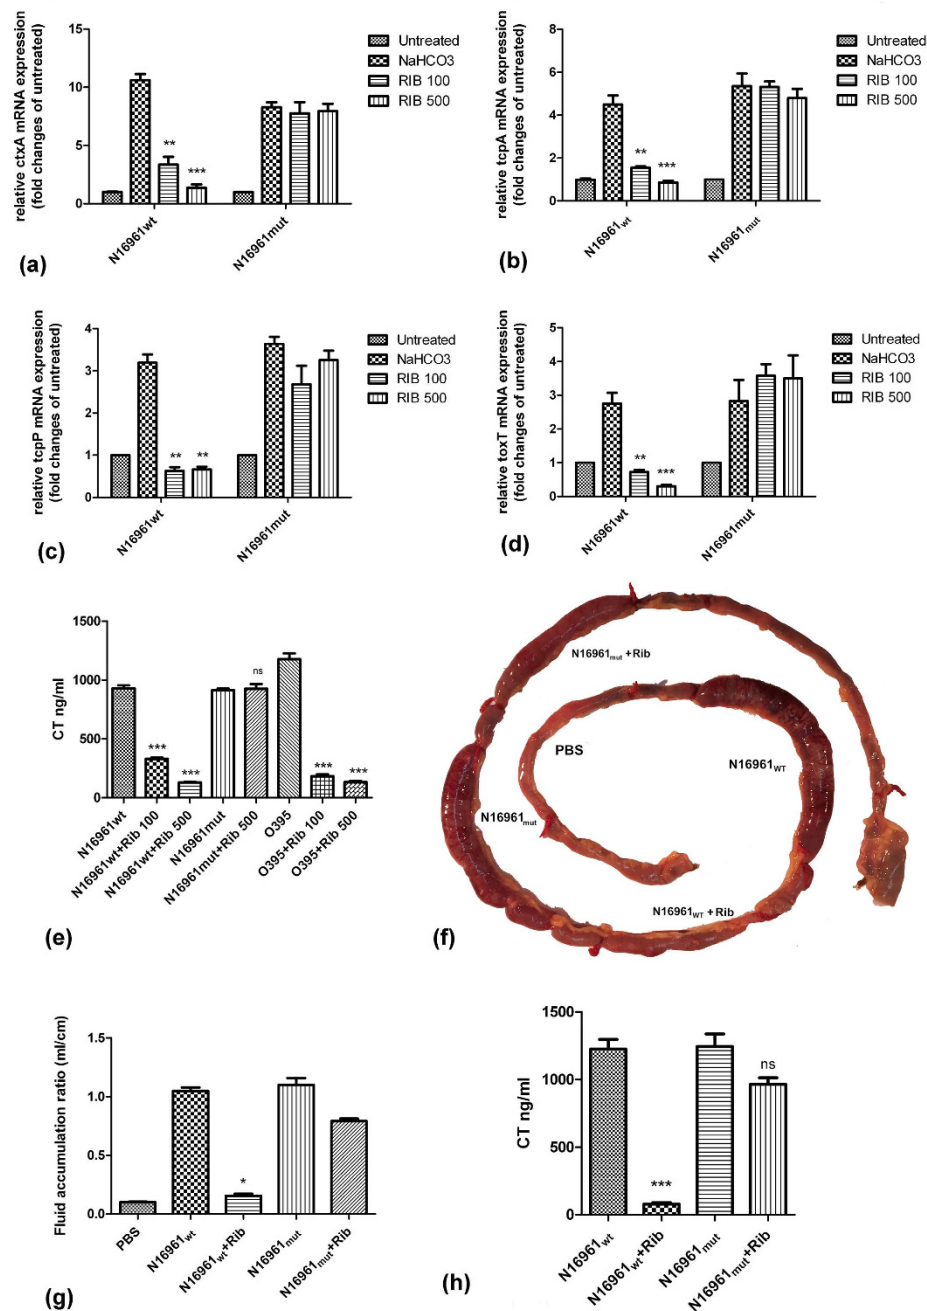 relative ctxA mRNA expression
(fold changes of untreated)
15
10
5
0
N16961wt
N16961mut
**
***
Untreated
NaHCO3
RIB 100
RIB 500
(a)
relative tcpA mRNA expression
(fold changes of untreated)
8
6
4
2
0
N16961wt
N16961mut
**
***
Untreated
NaHCO3
RIB 100
RIB 500
(b)
relative tcpP mRNA expression
(fold changes of untreated)
4
3
2
1
0
N16961wt
N16961mut
**
**
Untreated
NaHCO3
RIB 100
RIB 500
(c)
relative toxT mRNA expression
(fold changes of untreated)
5
4
3
2
1
0
N16961wt
N16961mut
**
***
Untreated
NaHCO3
RIB 100
RIB 500
(d)
CT ng/ml
1500
1000
500
0
***
***
ns
***
***
N16961wt
N16961wt+Rib 100
N16961wt+Rib 500
N16961mut
N16961mut+Rib 500
O395
O395+Rib 100
O395+Rib 500
(e)
N16961mut +Rib
PBS
N16961WT
N16961mut
N16961WT +Rib
(f)
Fluid accumulation ratio (ml/cm)
1.5
1.0
0.5
0.0
*
PBS
N16961wt
N16961wt+Rib
N16961mut
N16961mut+Rib
(g)
CT ng/ml
1500
1000
500
0
***
ns
N16961wt
N16961wt+Rib
N16961mut
N16961mut+Rib
(h)